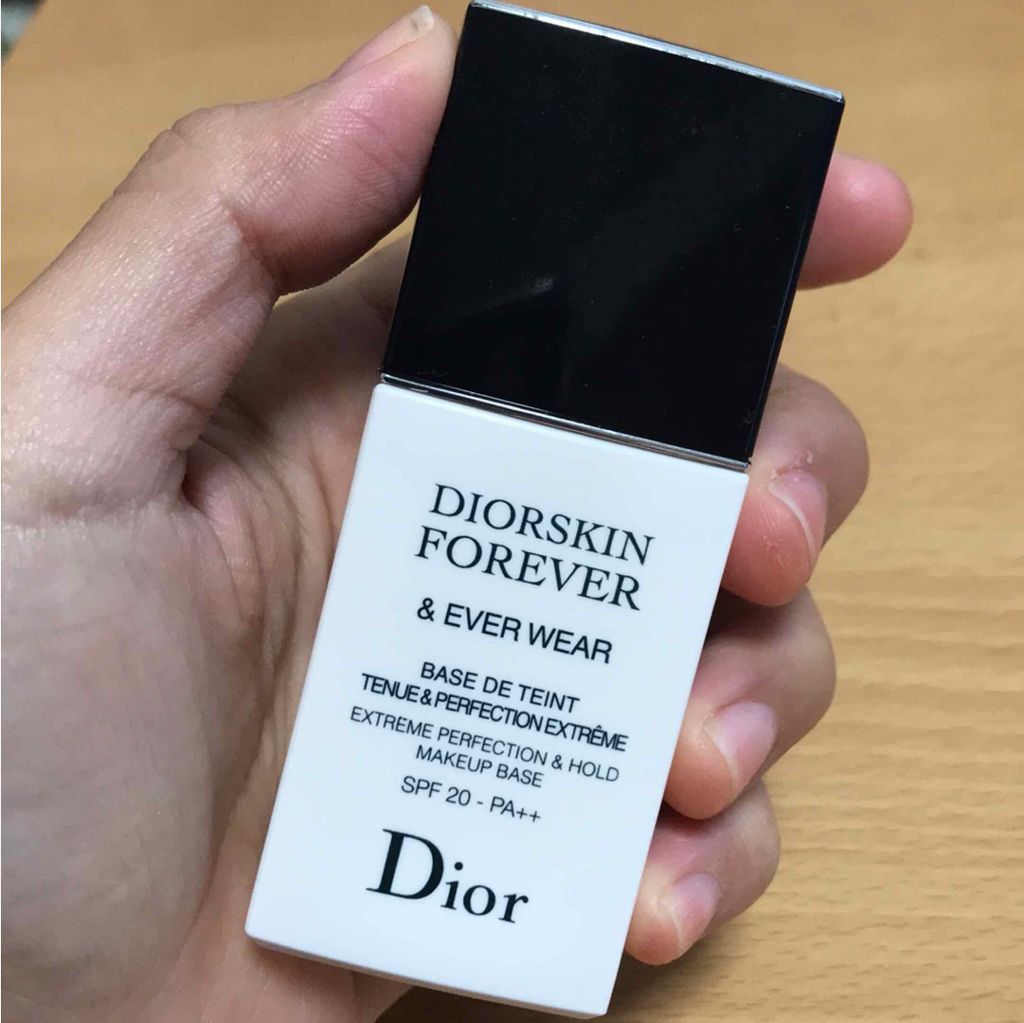 DIORSKIN
FOREVER
& EVER WEAR
BASE DE TEINT
TENUE & PERFECTION EXTRÊME
EXTREME PERFECTION & HOLD
MAKEUP BASE
SPF 20 - PA++
Dior